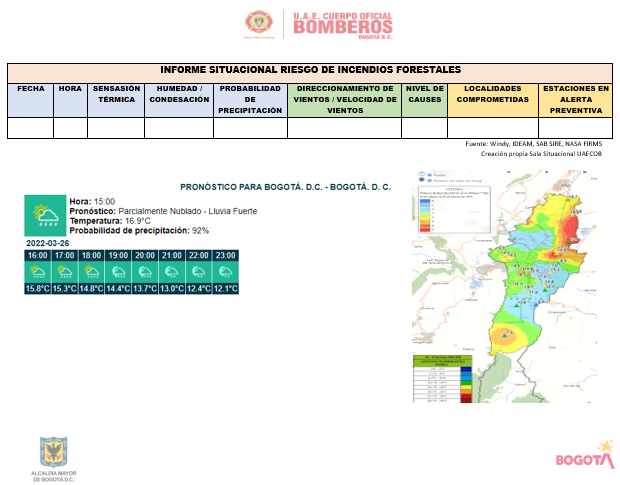 U.A.E. CUERPO OFICIAL
BOMBEROS
BOGOTÁ D.C.
INFORME SITUACIONAL RIESGO DE INCENDIOS FORESTALES
FECHA HORA SENSASIÓN TÉRMICA HUMEDAD / CONDESACIÓN PROBABILIDAD DE PRECIPITACIÓN DIRECCIONAMIENTO DE VIENTOS / VELOCIDAD DE VIENTOS NIVEL DE CAUSES LOCALIDADES COMPROMETIDAS ESTACIONES EN ALERTA PREVENTIVA
Fuente: Windy, IDEAM, SAB SIRE, NASA FIRMS
Creación propia Sala Situacional UAECOB
PRONÓSTICO PARA BOGOTÁ. D.C. - BOGOTÁ. D. C.
Hora: 15:00
Pronóstico: Parcialmente Nublado - Lluvia Fuerte
Temperatura: 16.9°C
Probabilidad de precipitación: 92%
2022-03-26
16:00 17:00 18:00 19:00 20:00 21:00 22:00 23:00
15.8°C 15.3°C 14.8°C 14.4°C 13.7°C 13.0°C 12.4°C 12.1°C
ALCALDÍA MAYOR
DE BOGOTÁ D.C.
BOGOTÁ